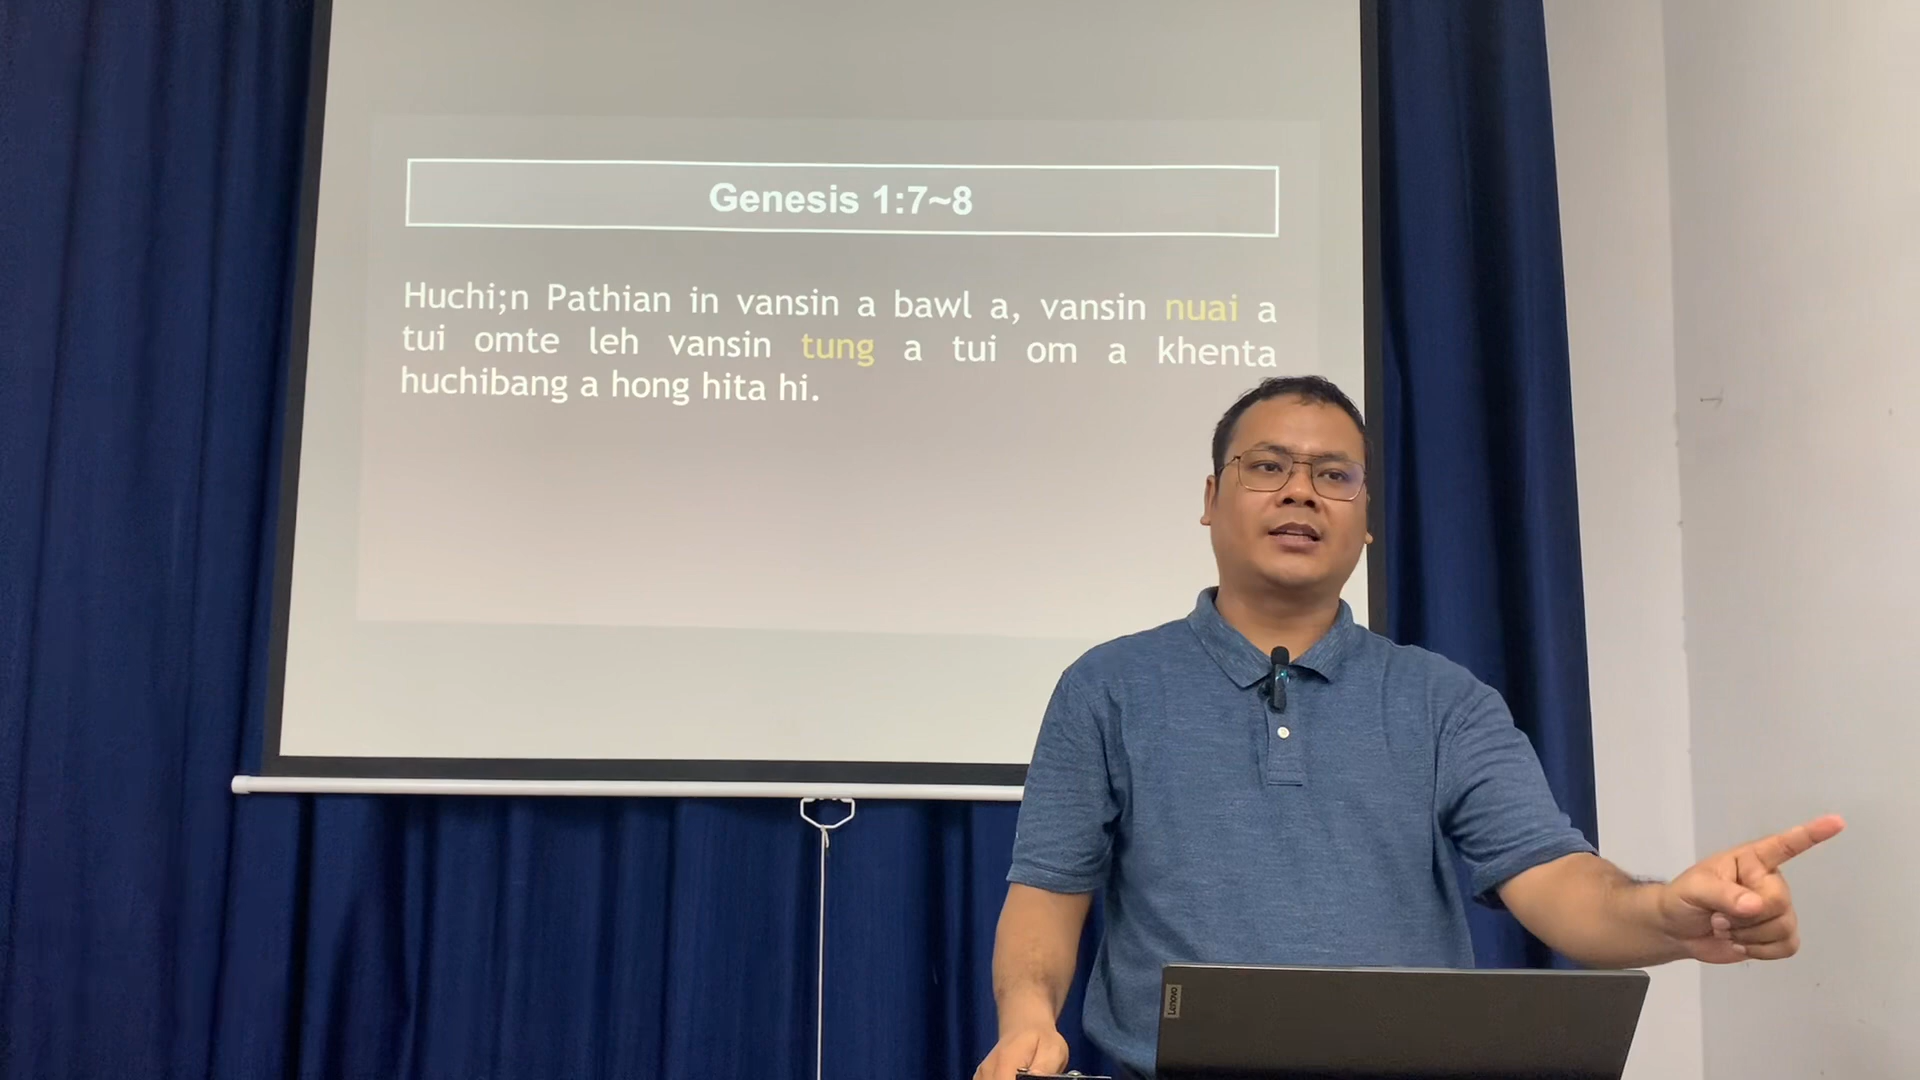 Genesis 1:7~8
Huchi;n Pathian in vansin a bawl a, vansin nuai a
tui omte leh vansin tung a tui om a khenta
huchibang a hong hita hi.
Lenovo